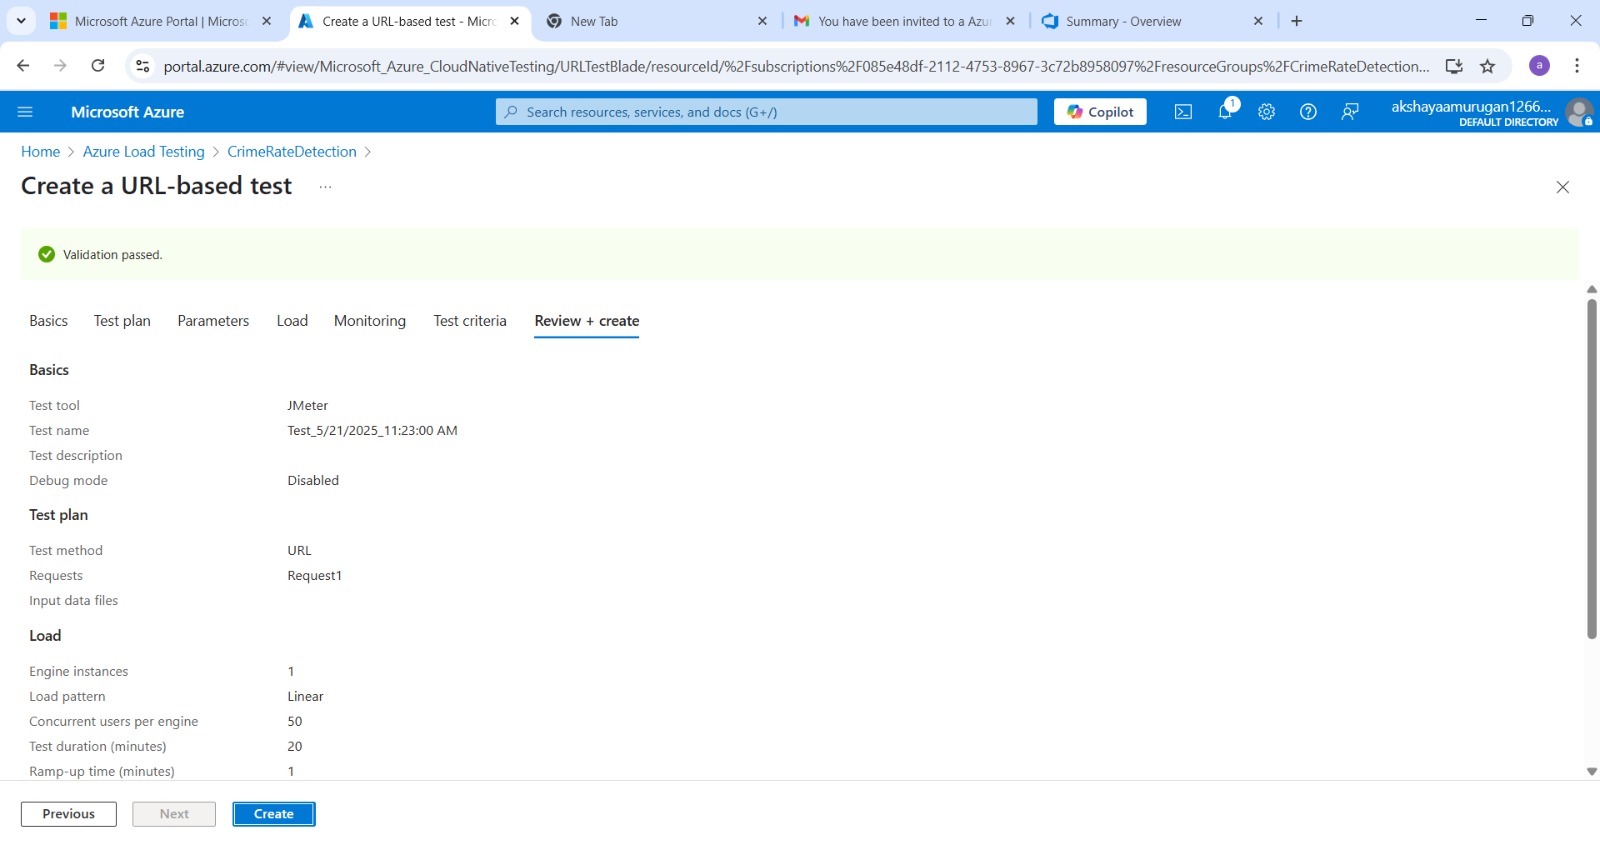 Microsoft Azure Portal | Micros
Create a URL-based test - Micr
New Tab
You have been invited to a Azu
Summary - Overview
portal.azure.com/#view/Microsoft_Azure_CloudNativeTesting/URLTestBlade/resourceId/%2Fsubscriptions%2F085e48df-2112-4753-8967-3c72b8958097%2FresourceGroups%2FCrimeRateDetection...
a
Microsoft Azure
Search resources, services, and docs (G+/)
Copilot
1
akshayaamurugan1266...
DEFAULT DIRECTORY
Home > Azure Load Testing > CrimeRateDetection >
Create a URL-based test ...
Validation passed.
Basics Test plan Parameters Load Monitoring Test criteria Review + create
Basics
Test tool JMeter
Test name Test_5/21/2025_11:23:00 AM
Test description
Debug mode Disabled
Test plan
Test method URL
Requests Request1
Input data files
Load
Engine instances 1
Load pattern Linear
Concurrent users per engine 50
Test duration (minutes) 20
Ramp-up time (minutes) 1
Previous Next Create